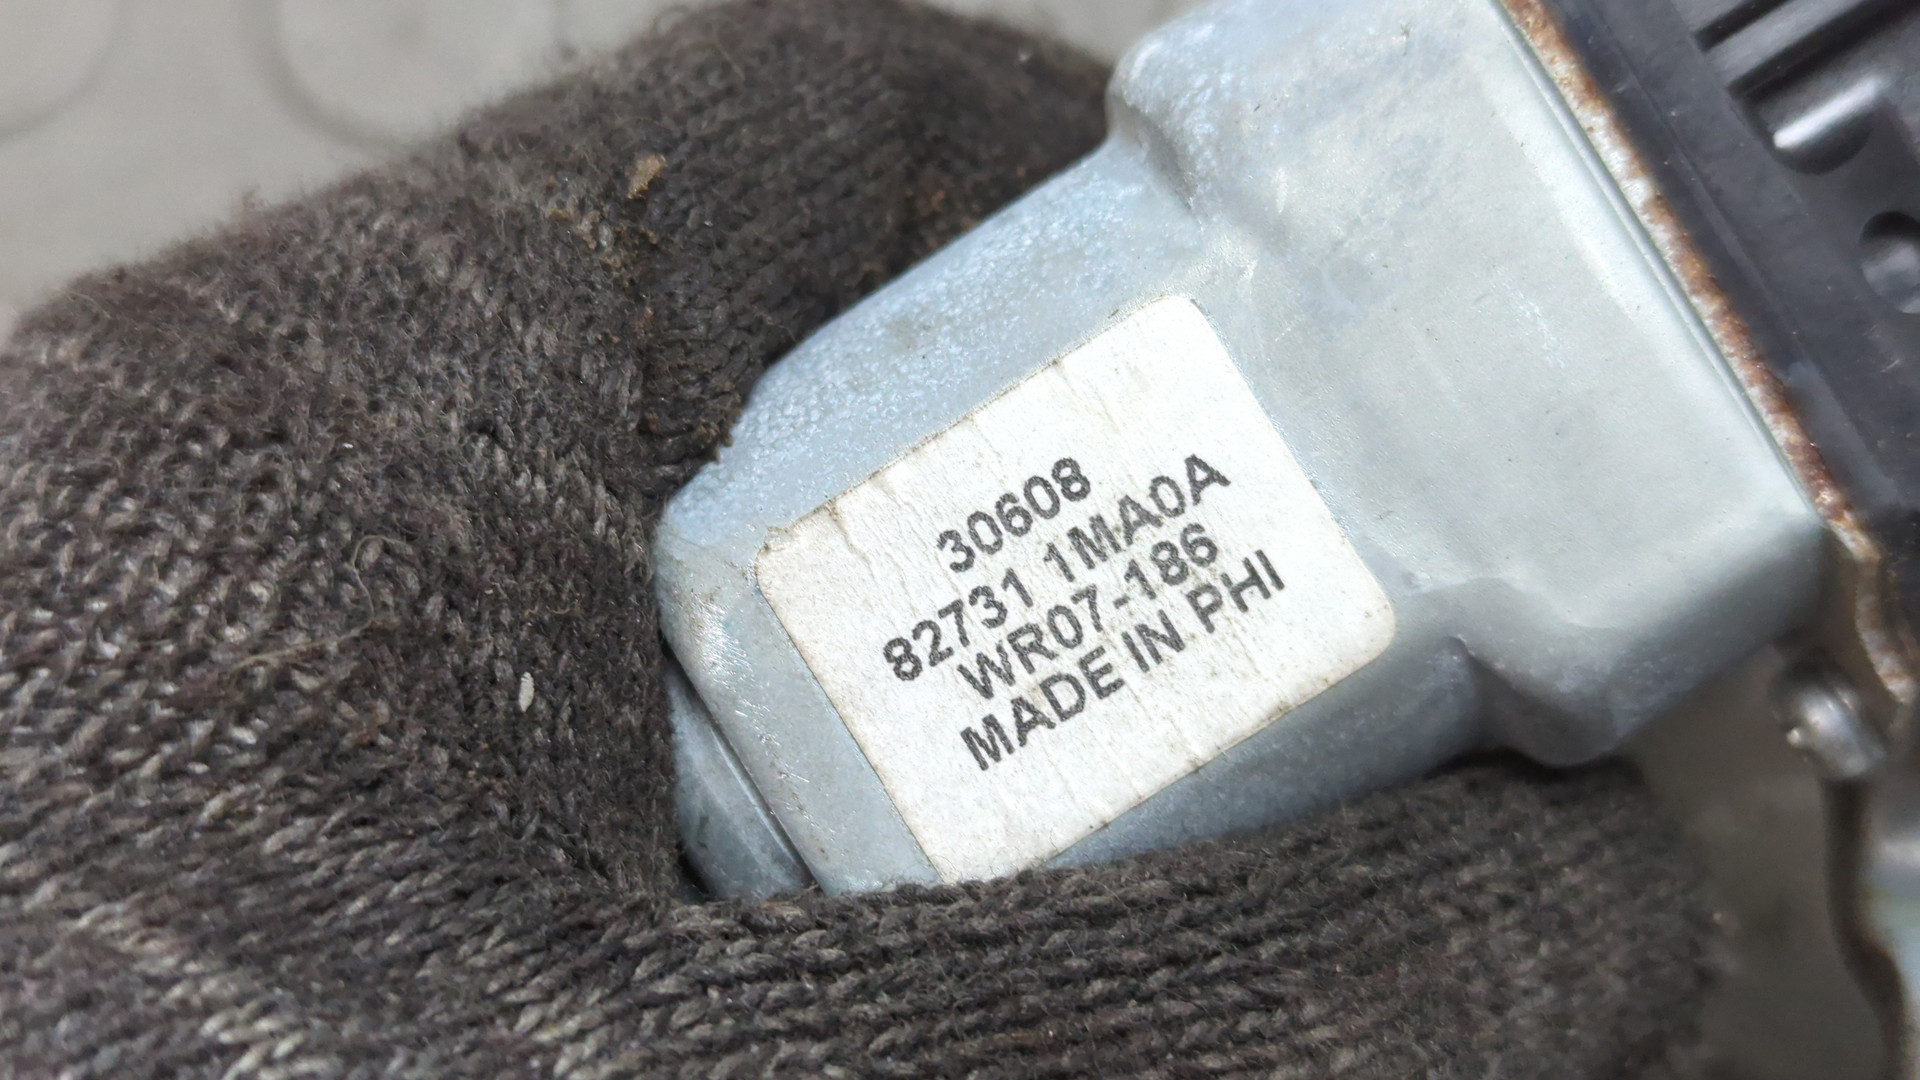 30608
82731 1MA0A
WR07-186
MADE IN PHI